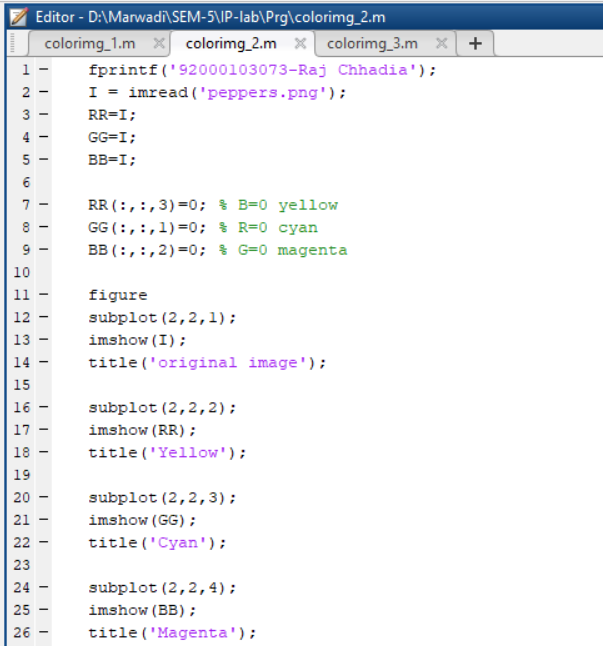 Editor - D:\Marwadi\SEM-5\IP-lab\Prg\colorimg_2.m
colorimg_1.m × colorimg_2.m × colorimg_3.m × +
1 - fprintf('92000103073-Raj Chhadia');
2 - I = imread('peppers.png');
3 - RR=I;
4 - GG=I;
5 - BB=I;
6
7 - RR(:,:,3)=0; % B=0 yellow
8 - GG(:,:,1)=0; % R=0 cyan
9 - BB(:,:,2)=0; % G=0 magenta
10
11 - figure
12 - subplot(2,2,1);
13 - imshow(I);
14 - title('original image');
15
16 - subplot(2,2,2);
17 - imshow(RR);
18 - title('Yellow');
19
20 - subplot(2,2,3);
21 - imshow(GG);
22 - title('Cyan');
23
24 - subplot(2,2,4);
25 - imshow(BB);
26 - title('Magenta');